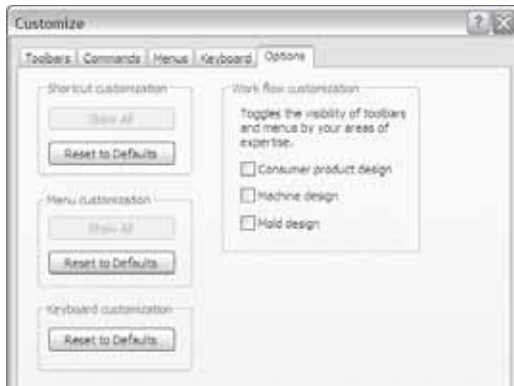 Customize
Toolbars Commands Menus Keyboard Options
Shortcut customization
Show All
Reset to Defaults
Menu customization
Show All
Reset to Defaults
Keyboard customization
Reset to Defaults
Work flow customization
Toggles the visibility of toolbars
and menus by your areas of
expertise.
Consumer product design
Machine design
Mold design